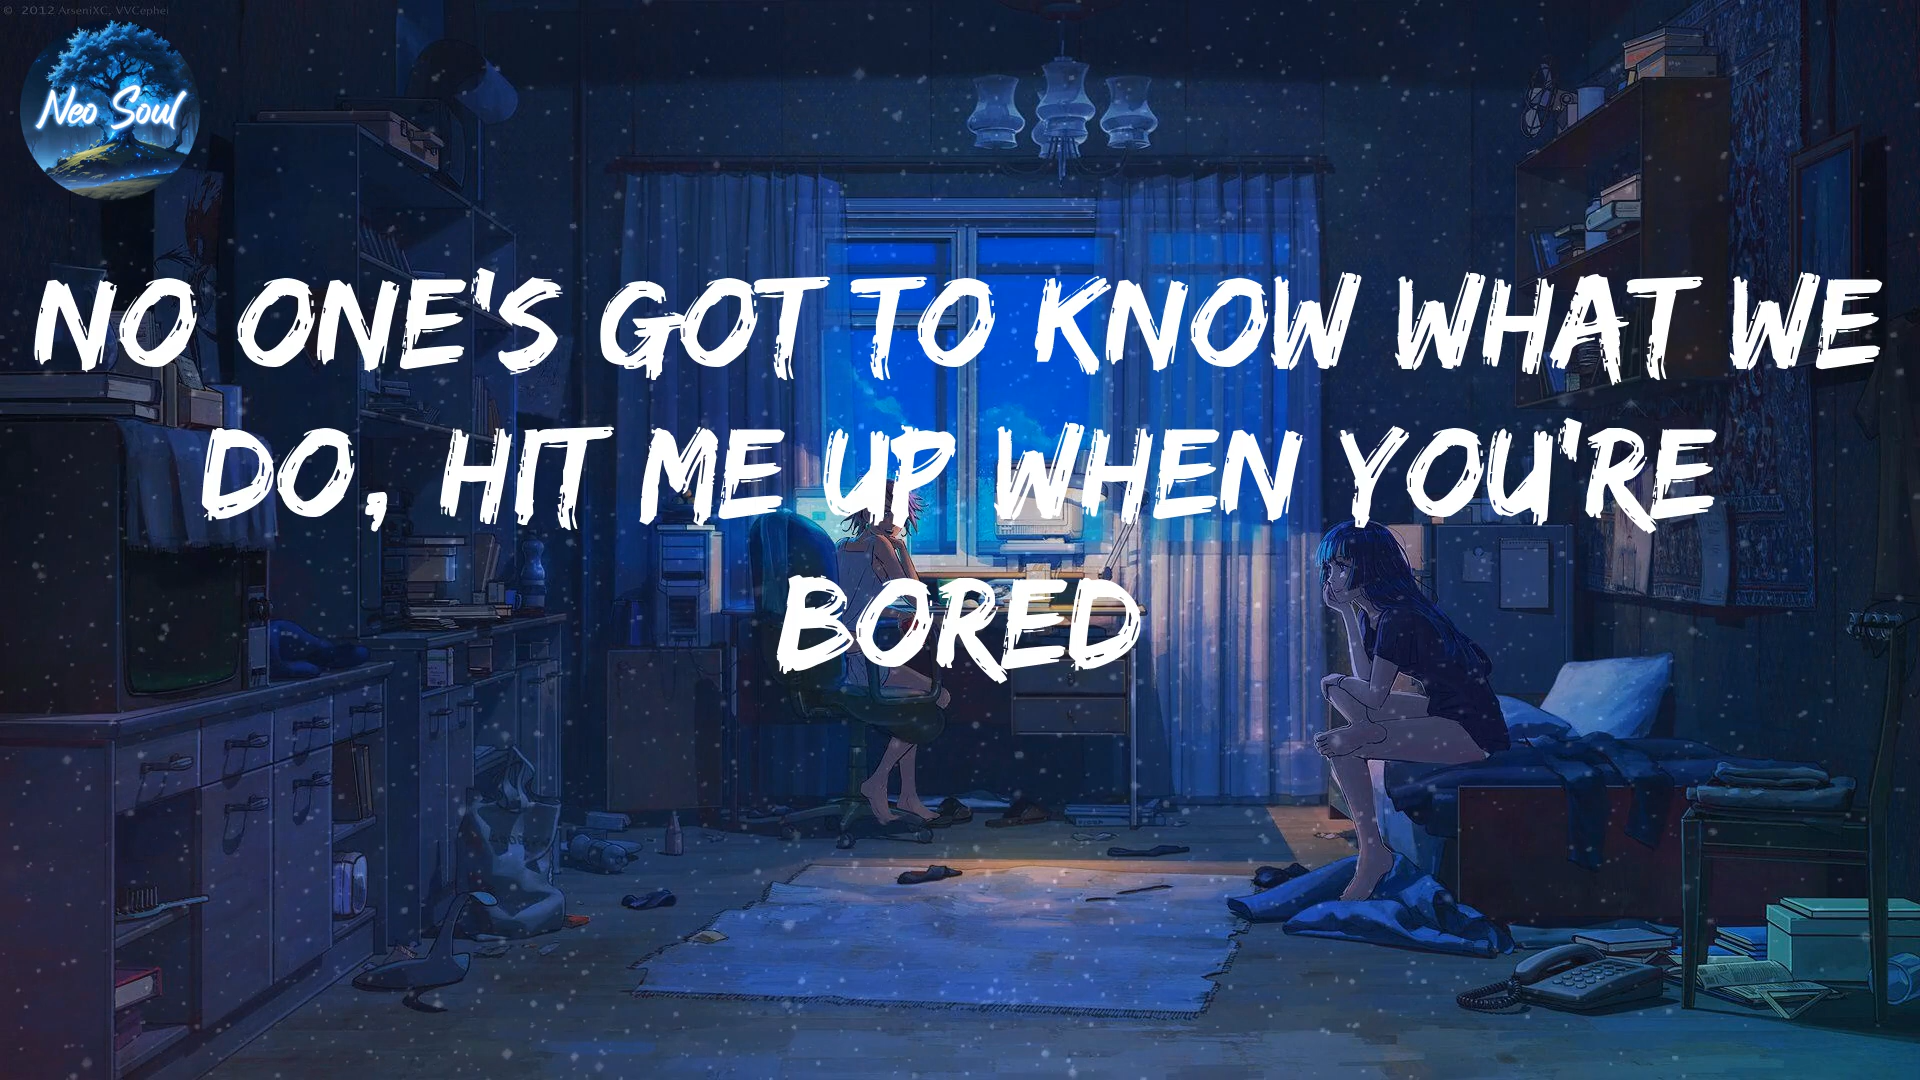 © 2012 ArseniXC, VVCephei
Neo Soul
NO ONE'S GOT TO KNOW WHAT WE
DO, HIT ME UP WHEN YOU'RE
BORED